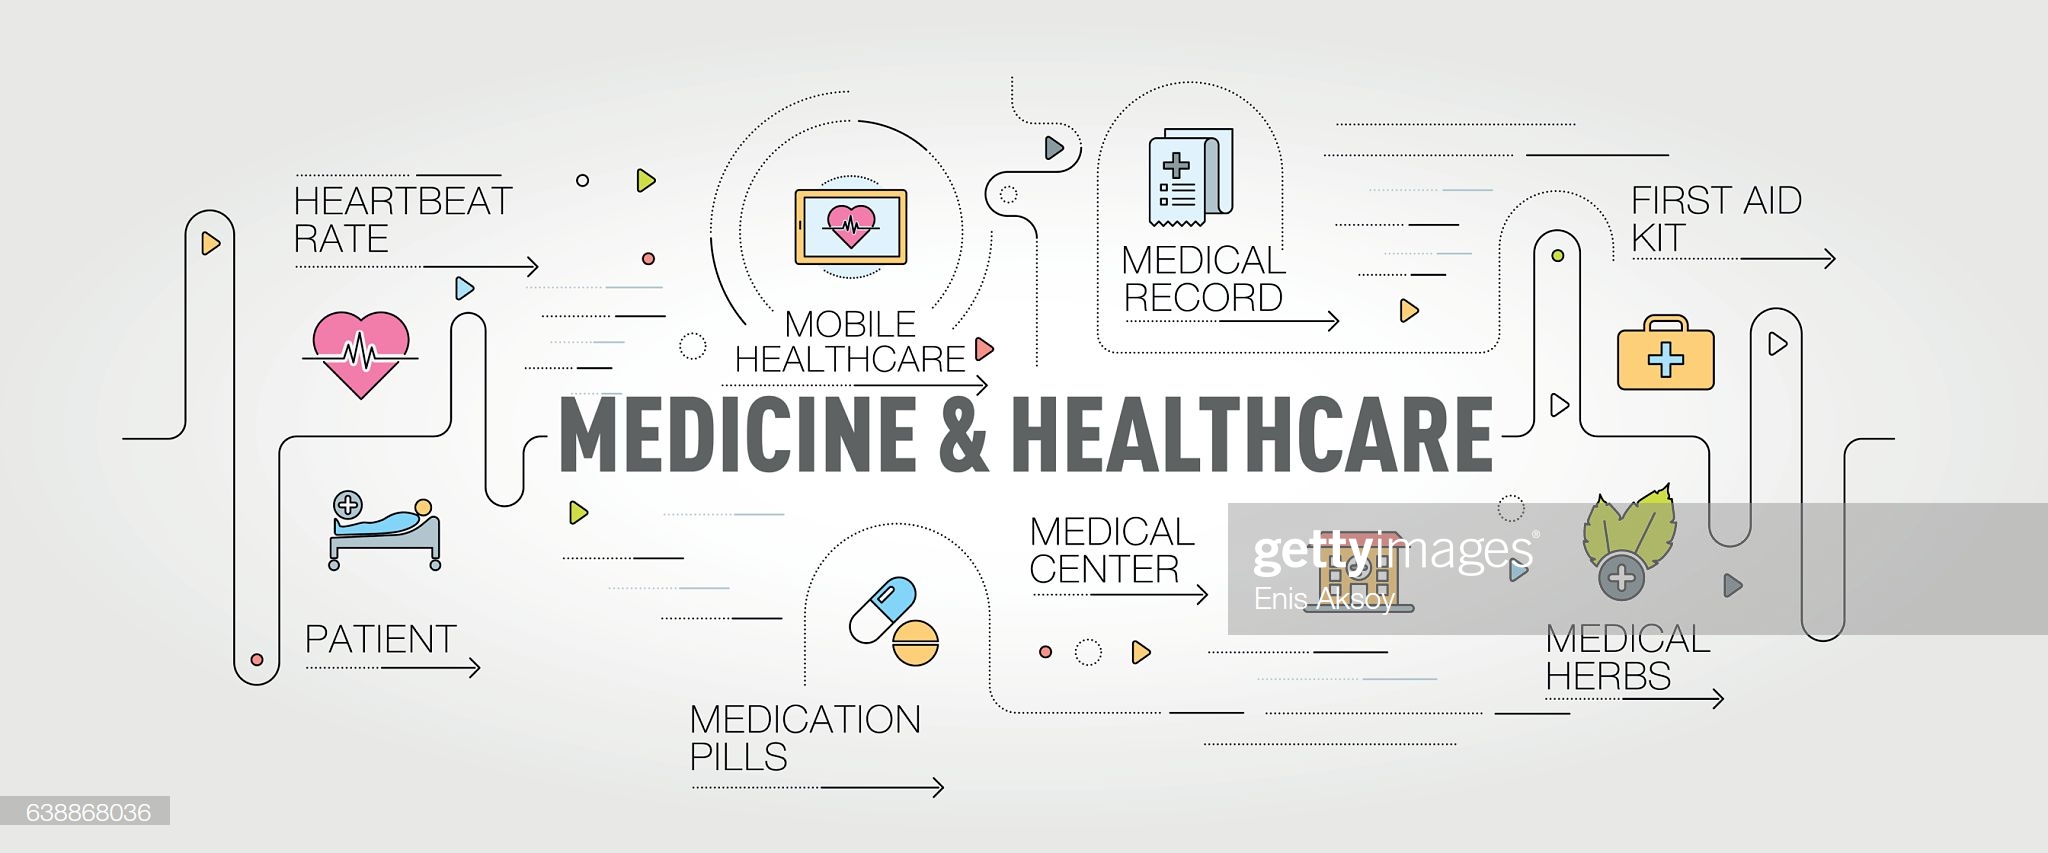 HEARTBEAT
RATE
MOBILE
HEALTHCARE
MEDICAL
RECORD
FIRST AID
KIT
MEDICINE & HEALTHCARE
PATIENT
MEDICATION
PILLS
MEDICAL
CENTER
gettyimages®
Enis Aksoy
MEDICAL
HERBS
638868036